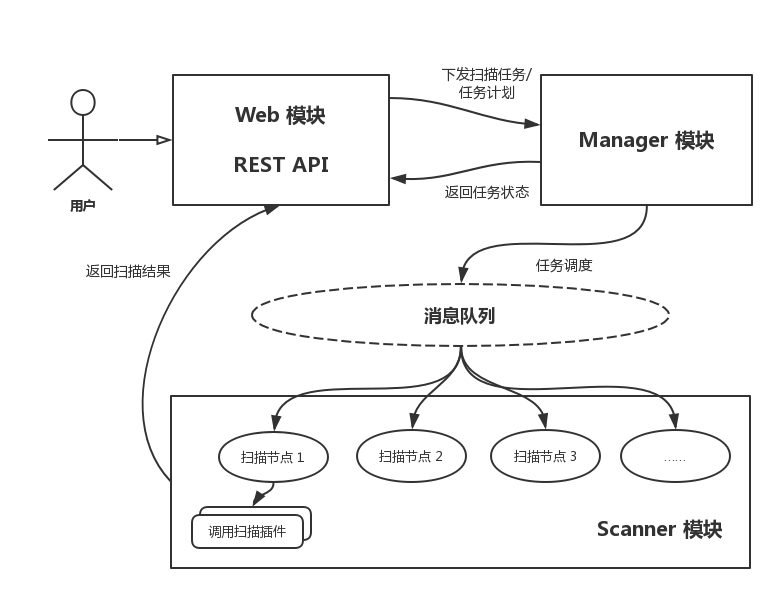 下发扫描任务/
任务计划
Web 模块
REST API
Manager 模块
返回任务状态
用户
返回扫描结果
任务调度
消息队列
扫描节点 1
扫描节点 2
扫描节点 3
......
调用扫描插件
Scanner 模块